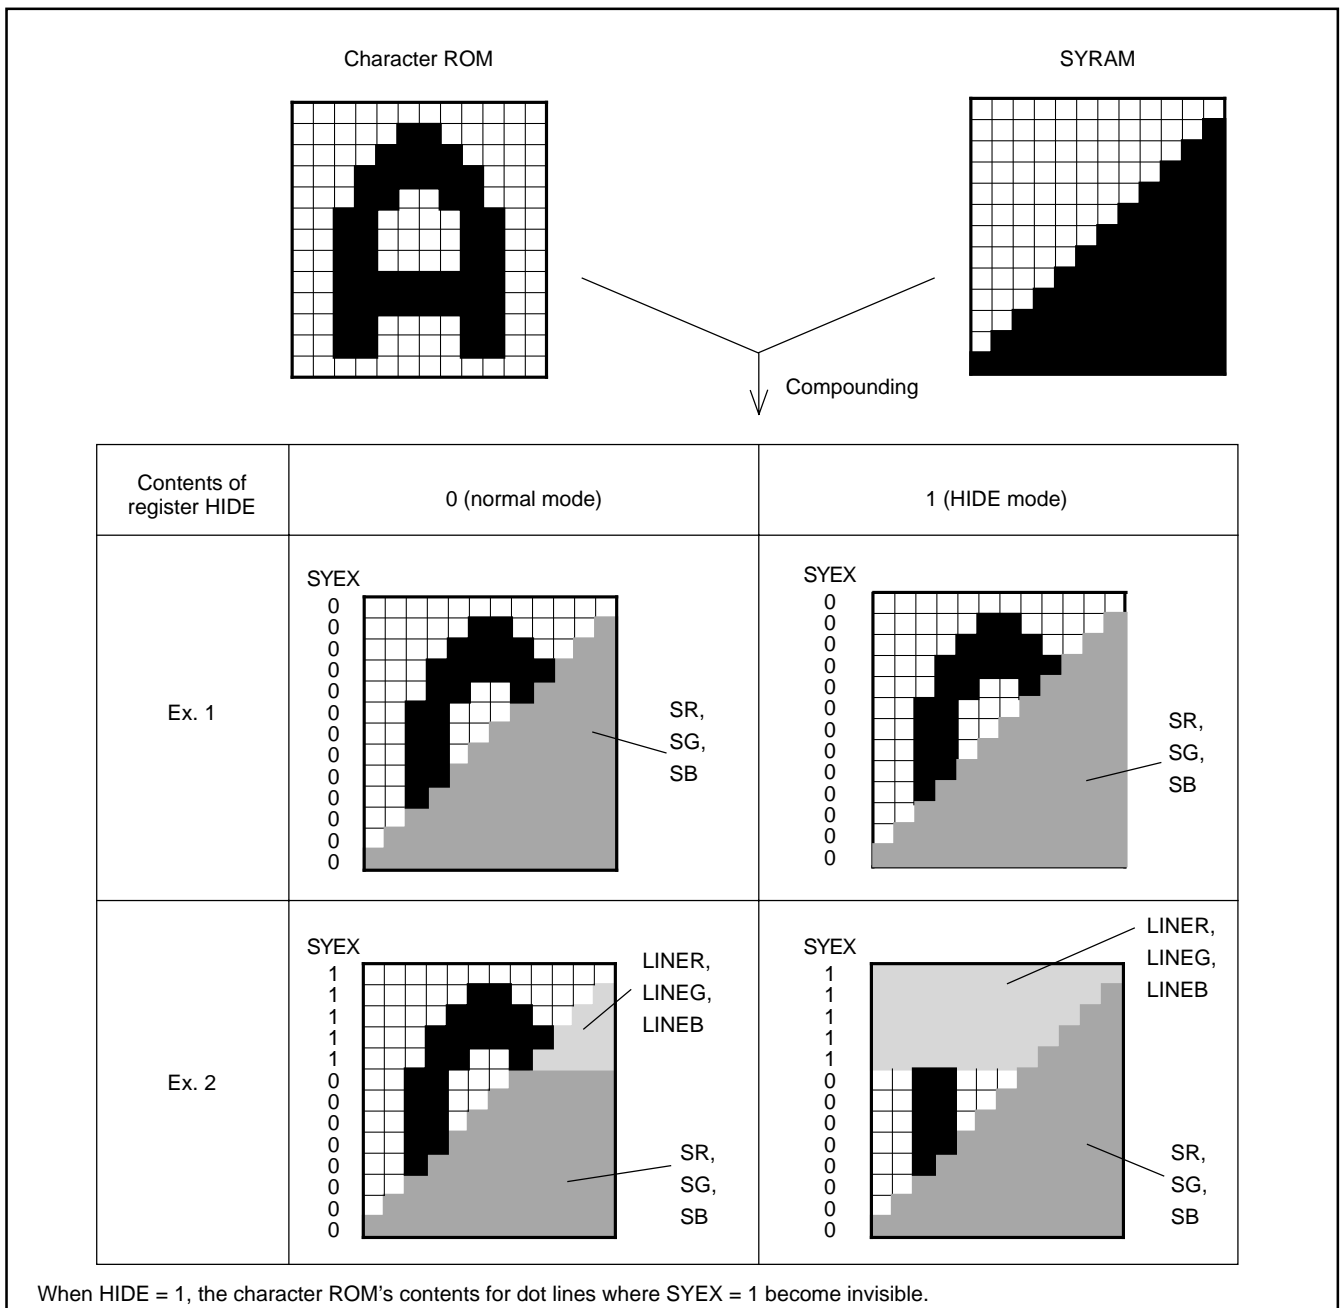 Character ROM
SYRAM
Compounding
Contents of
register HIDE
0 (normal mode)
1 (HIDE mode)
Ex. 1
SYEX
0
0
0
0
0
0
0
0
0
0
0
0
0
SR,
SG,
SB
SYEX
0
0
0
0
0
0
0
0
0
0
0
0
0
SR,
SG,
SB
Ex. 2
SYEX
1
1
1
1
1
0
0
0
0
0
0
0
0
LINER,
LINEG,
LINEB
SR,
SG,
SB
SYEX
1
1
1
1
1
0
0
0
0
0
0
0
0
LINER,
LINEG,
LINEB
SR,
SG,
SB
When HIDE = 1, the character ROM’s contents for dot lines where SYEX = 1 become invisible.